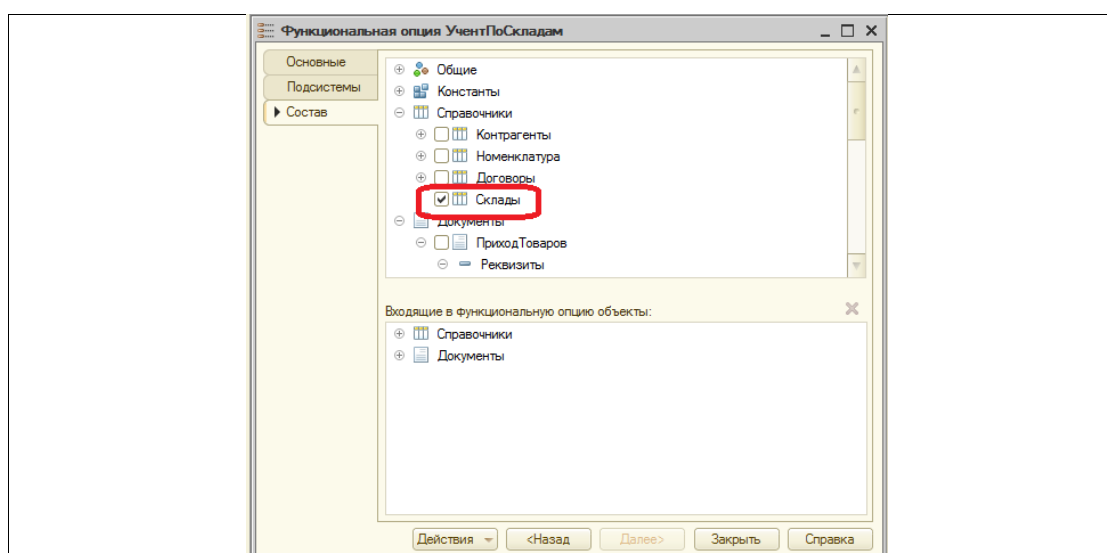 Функциональная опция УчентПоСкладам
Основные
Подсистемы
Состав
Общие
Константы
Справочники
Контрагенты
Номенклатура
Договоры
Склады
Документы
ПриходТоваров
Реквизиты
Входящие в функциональную опцию объекты:
Справочники
Документы
Действия
<Назад
Далее>
Закрыть
Справка